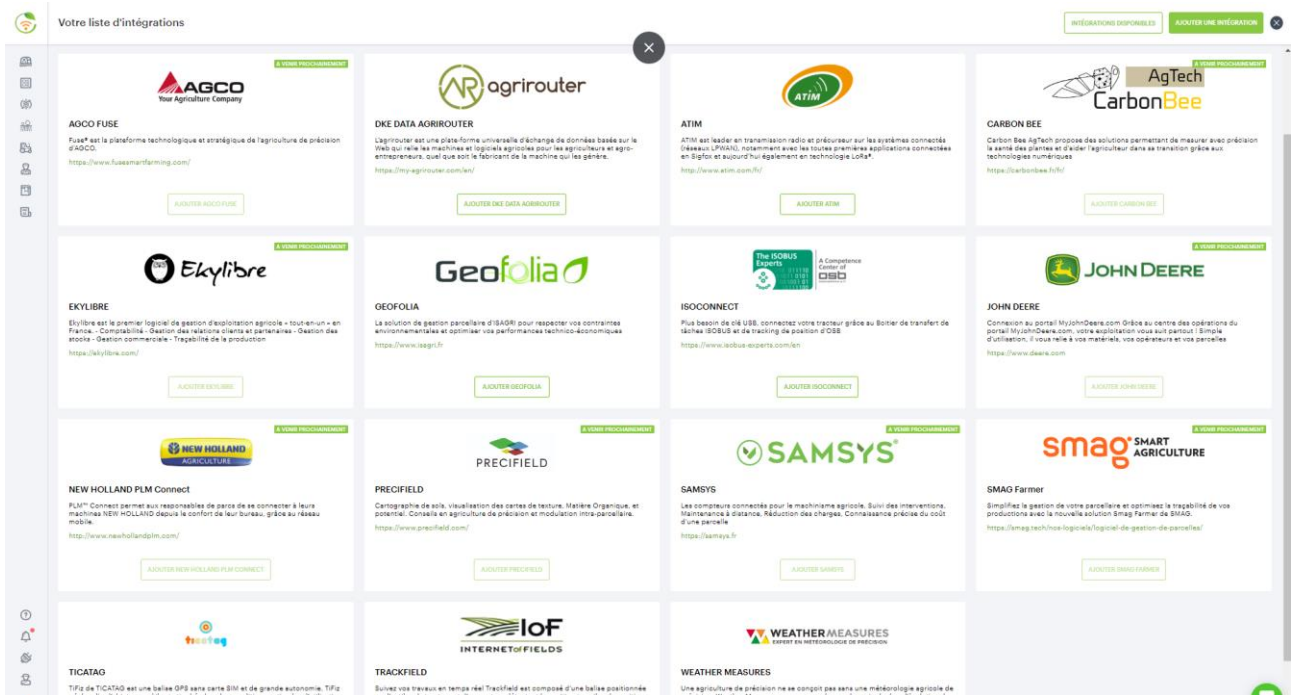 Votre liste d'intégrations
INTÉGRATIONS DISPONIBLES
AJOUTER UNE INTÉGRATION
A VENIR PROCHAINEMENT
AGCO
Your Agriculture Company
AGCO FUSE
Fuse® est la plateforme technologique et stratégique de l'agriculture de précision
d'AGCO.
https://www.fusesmartfarming.com/
AJOUTER AGCO FUSE
agrirouter
DKE DATA AGRIROUTER
L'agrirouter est une plate-forme universelle d'échange de données basée sur le
Web qui relie les machines et logiciels agricoles pour les agriculteurs et agro-
entrepreneurs, quel que soit le fabricant de la machine qui les génère.
https://my-agrirouter.com/en/
AJOUTER DKE DATA AGRIROUTER
ATIM
ATIM
ATIM est leader en transmission radio et précurseur sur les systèmes connectés
(réseaux LPWAN), notamment avec les toutes premières applications connectées
en Sigfox et aujourd'hui également en technologie LoRa®.
http://www.atim.com/fr/
AJOUTER ATIM
A VENIR PROCHAINEMENT
AgTech
CarbonBee
CARBON BEE
Carbon Bee AgTech propose des solutions permettant de mesurer avec précision
la santé des plantes et d'aider l'agriculteur dans sa transition grâce aux
technologies numériques
https://carbonbee.fr/fr/
AJOUTER CARBON BEE
A VENIR PROCHAINEMENT
Ekylibre
EKYLIBRE
Ekylibre est le premier logiciel de gestion d'exploitation agricole « tout-en-un » en
France. - Comptabilité - Gestion des relations clients et partenaires - Gestion des
stocks - Gestion commerciale - Traçabilité de la production
https://ekylibre.com/
AJOUTER EKYLIBRE
Geofolia
GEOFOLIA
La solution de gestion parcellaire d'ISAGRI pour respecter vos contraintes
environnementales et optimiser vos performances technico-économiques
https://www.isagri.fr
AJOUTER GEOFOLIA
The ISOBUS
Experts
A Competence
Center of
osb
ISOCONNECT
Plus besoin de clé USB, connectez votre tracteur grâce au Boitier de transfert de
tâches ISOBUS et de tracking de position d'OSB
https://www.isobus-experts.com/en
AJOUTER ISOCONNECT
A VENIR PROCHAINEMENT
JOHN DEERE
JOHN DEERE
Connexion au portail MyJohnDeere.com Grâce au centre des opérations du
portail MyJohnDeere.com, votre exploitation vous suit partout ! Simple
d'utilisation, il vous relie à vos matériels, vos opérateurs et vos parcelles
https://www.deere.com
AJOUTER JOHN DEERE
A VENIR PROCHAINEMENT
NEW HOLLAND
AGRICULTURE
NEW HOLLAND PLM Connect
PLM™ Connect permet aux responsables de parcs de se connecter à leurs
machines NEW HOLLAND depuis le confort de leur bureau, grâce au réseau
mobile.
http://www.newhollandplm.com/
AJOUTER NEW HOLLAND PLM CONNECT
A VENIR PROCHAINEMENT
PRECIFIELD
PRECIFIELD
Cartographie de sols, visualisation des cartes de texture, Matière Organique, et
potentiel. Conseils en agriculture de précision et modulation intra-parcellaire.
https://www.precifield.com/
AJOUTER PRECIFIELD
A VENIR PROCHAINEMENT
SAMSYS
SAMSYS
Les compteurs connectés pour le machinisme agricole, Suivi des interventions,
Maintenance à distance, Réduction des charges, Connaissance précise du coût
d'une parcelle
https://samsys.fr
AJOUTER SAMSYS
A VENIR PROCHAINEMENT
smag SMART
AGRICULTURE
SMAG Farmer
Simplifiez la gestion de votre parcellaire et optimisez la traçabilité de vos
productions avec la nouvelle solution Smag Farmer de SMAG.
https://smag.tech/nos-logiciels/logiciel-de-gestion-de-parcelles/
AJOUTER SMAG FARMER
ticatag
TICATAG
TiFiz de TICATAG est une balise GPS sans carte SIM et de grande autonomie. TiFiz
IoF
INTERNET of FIELDS
TRACKFIELD
Suivez vos travaux en temps réel Trackfield est composé d'une balise positionnée
WEATHER MEASURES
EXPERT EN MÉTÉOROLOGIE DE PRÉCISION
WEATHER MEASURES
Une agriculture de précision ne se conçoit pas sans une météorologie agricole de